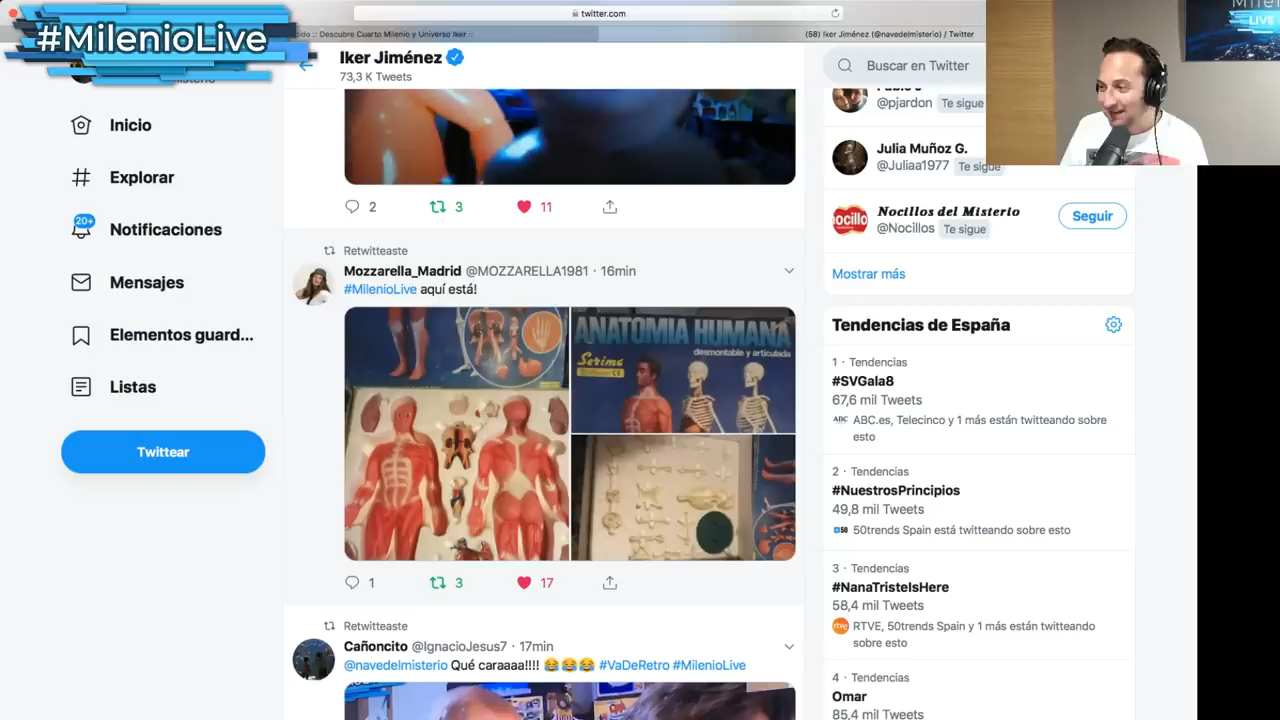 #MilenioLive
twitter.com
Descubre Cuarto Milenio y Universo Iker ::
(58) Iker Jiménez (@navedelmisterio) / Twitter
LIVE
Iker Jiménez
73,3 K Tweets
Buscar en Twitter
Inicio
Explorar
20+
Notificaciones
Mensajes
Elementos guard...
Listas
Twittear
2
3
11
Retwitteaste
Mozzarella_Madrid @MOZZARELLA1981 · 16min
#MilenioLive aquí está!
ANATOMIA HUMANA
desmontable y articulada
Serima
1
3
17
Retwitteaste
Cañoncito @IgnacioJesus7 · 17min
@navedelmisterio Qué caraaaa!!!! 😂😂😂 #VaDeRetro #MilenioLive
@pjardon Te sigue
Julia Muñoz G.
@Juliaa1977 Te sigue
Nocillos del Misterio
@Nocillos Te sigue
Seguir
Mostrar más
Tendencias de España
1 · Tendencias
#SVGala8
67,6 mil Tweets
ABC ABC.es, Telecinco y 1 más están twitteando sobre
esto
2 · Tendencias
#NuestrosPrincipios
49,8 mil Tweets
50trends Spain está twitteando sobre esto
3 · Tendencias
#NanaTristeIsHere
58,4 mil Tweets
rtve RTVE, 50trends Spain y 1 más están twitteando
sobre esto
4 · Tendencias
Omar
85,4 mil Tweets